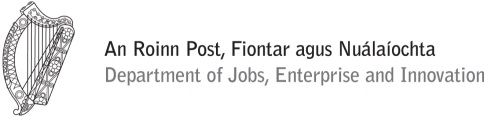 An Roinn Post, Fiontar agus Nuálaíochta
Department of Jobs, Enterprise and Innovation